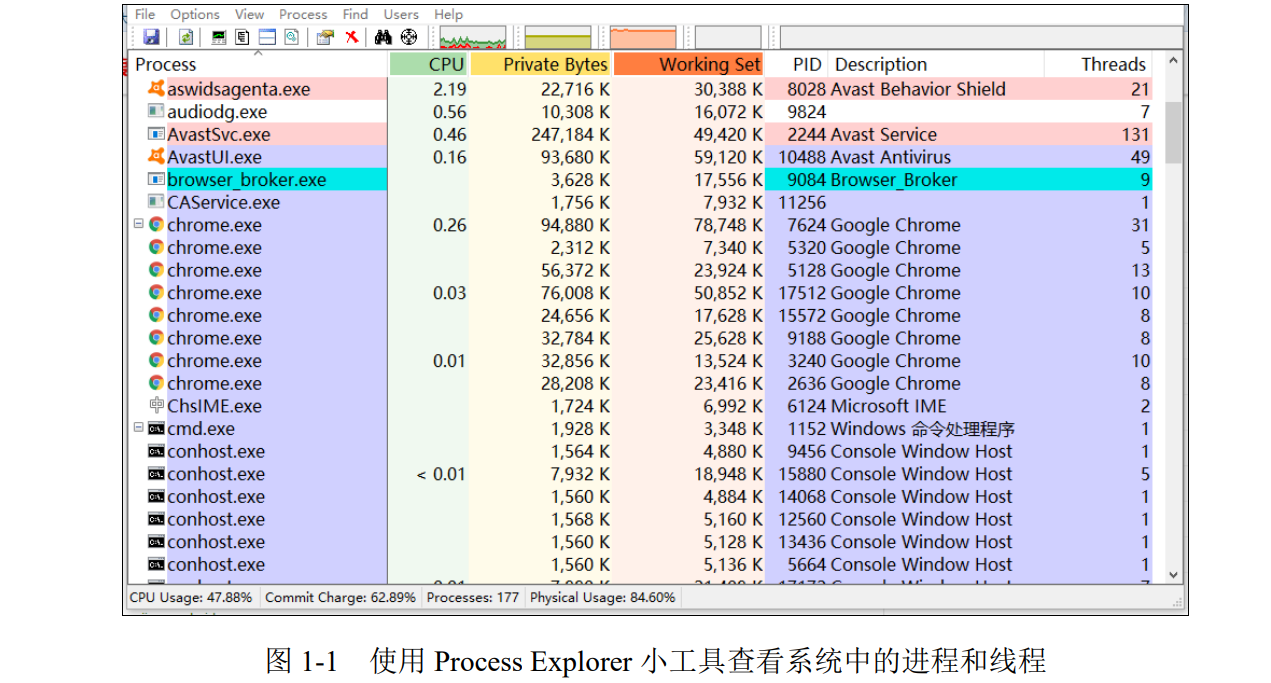 File Options View Process Find Users Help
Process CPU Private Bytes Working Set PID Description Threads
aswidsagenta.exe 2.19 22,716 K 30,388 K 8028 Avast Behavior Shield 21
audiodg.exe 0.56 10,308 K 16,072 K 9824 7
AvastSvc.exe 0.46 247,184 K 49,420 K 2244 Avast Service 131
AvastUI.exe 0.16 93,680 K 59,120 K 10488 Avast Antivirus 49
browser_broker.exe 3,628 K 17,556 K 9084 Browser_Broker 9
CAService.exe 1,756 K 7,932 K 11256 1
chrome.exe 0.26 94,880 K 78,748 K 7624 Google Chrome 31
chrome.exe 2,312 K 7,340 K 5320 Google Chrome 5
chrome.exe 56,372 K 23,924 K 5128 Google Chrome 13
chrome.exe 0.03 76,008 K 50,852 K 17512 Google Chrome 10
chrome.exe 24,656 K 17,628 K 15572 Google Chrome 8
chrome.exe 32,784 K 25,628 K 9188 Google Chrome 8
chrome.exe 0.01 32,856 K 13,524 K 3240 Google Chrome 10
chrome.exe 28,208 K 23,416 K 2636 Google Chrome 8
ChsIME.exe 1,724 K 6,992 K 6124 Microsoft IME 2
cmd.exe 1,928 K 3,348 K 1152 Windows 命令处理程序 1
conhost.exe 1,564 K 4,880 K 9456 Console Window Host 1
conhost.exe < 0.01 7,932 K 18,948 K 15880 Console Window Host 5
conhost.exe 1,560 K 4,884 K 14068 Console Window Host 1
conhost.exe 1,568 K 5,160 K 12560 Console Window Host 1
conhost.exe 1,560 K 5,128 K 13436 Console Window Host 1
conhost.exe 1,560 K 5,136 K 5664 Console Window Host 1
CPU Usage: 47.88% Commit Charge: 62.89% Processes: 177 Physical Usage: 84.60%
图 1-1 使用 Process Explorer 小工具查看系统中的进程和线程